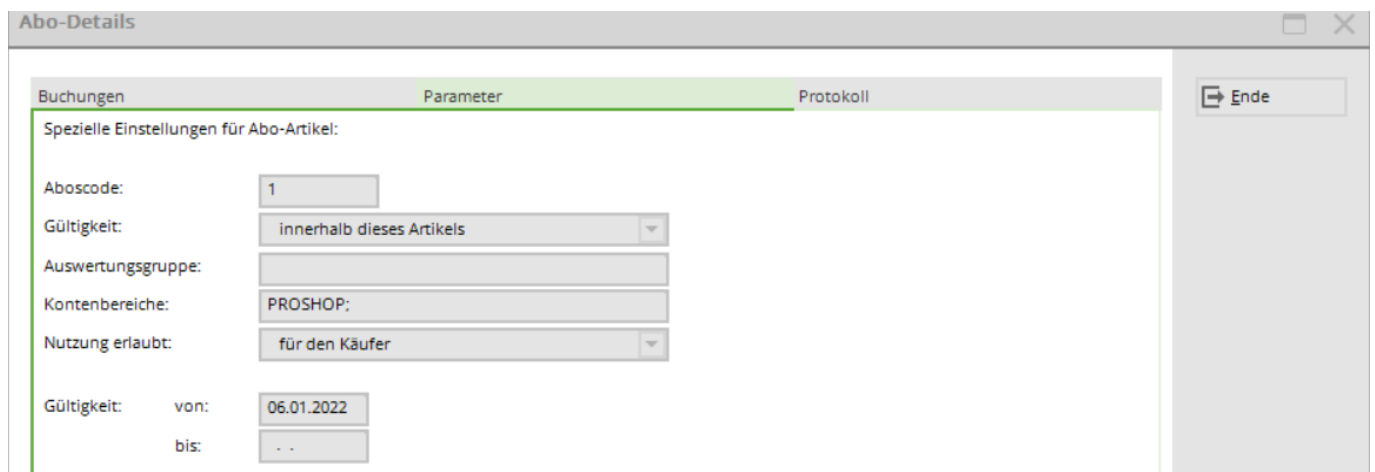 Abo-Details
Buchungen Parameter Protokoll
Ende
Spezielle Einstellungen für Abo-Artikel:
Aboscode: 1
Gültigkeit: innerhalb dieses Artikels
Auswertungsgruppe:
Kontenbereiche: PROSHOP;
Nutzung erlaubt: für den Käufer
Gültigkeit: von: 06.01.2022
bis: . .